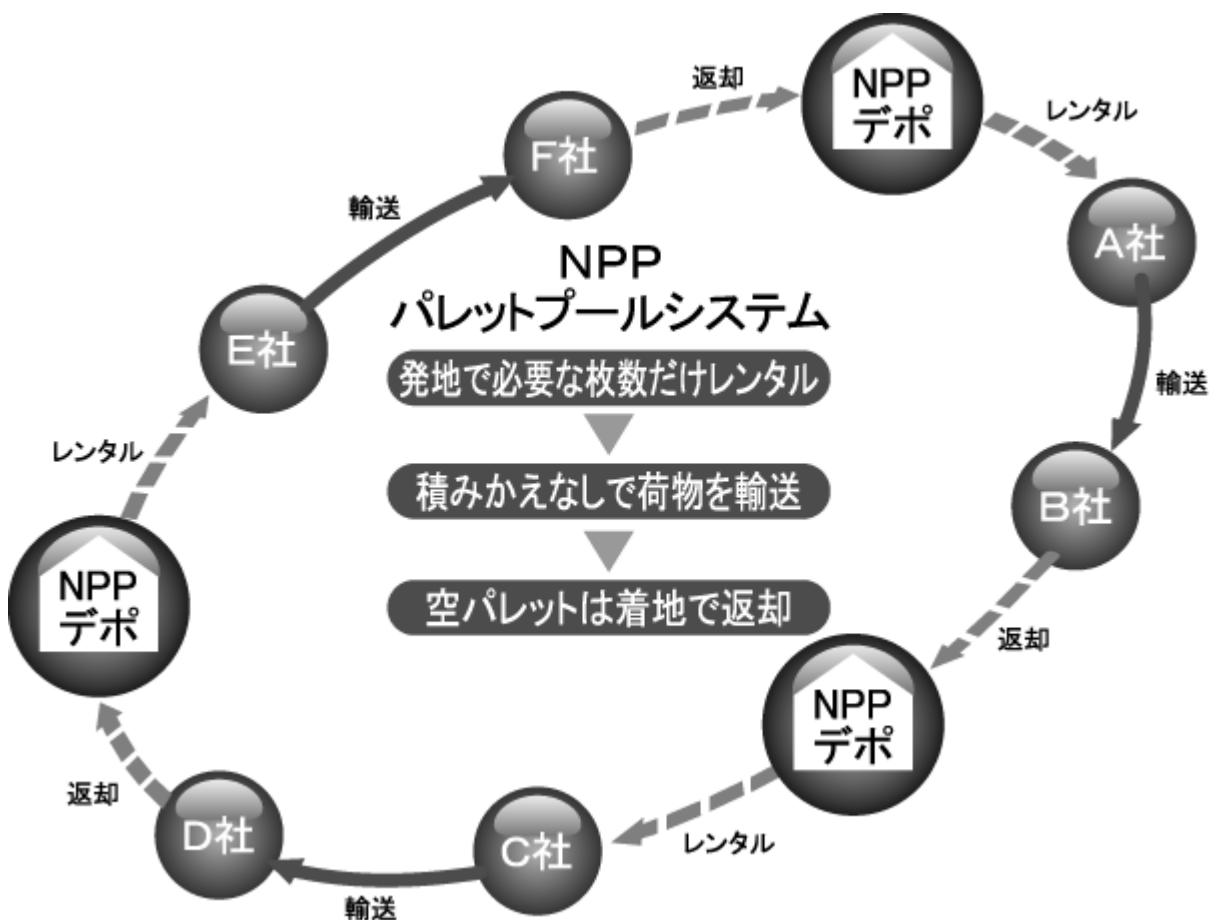 返却
NPP
デポ
レンタル
F社
A社
輸送
NPP
パレットプールシステム
発地で必要な枚数だけレンタル
積みかえなしで荷物を輸送
空パレットは着地で返却
E社
輸送
B社
レンタル
NPP
デポ
返却
NPP
デポ
返却
D社
C社
レンタル
輸送